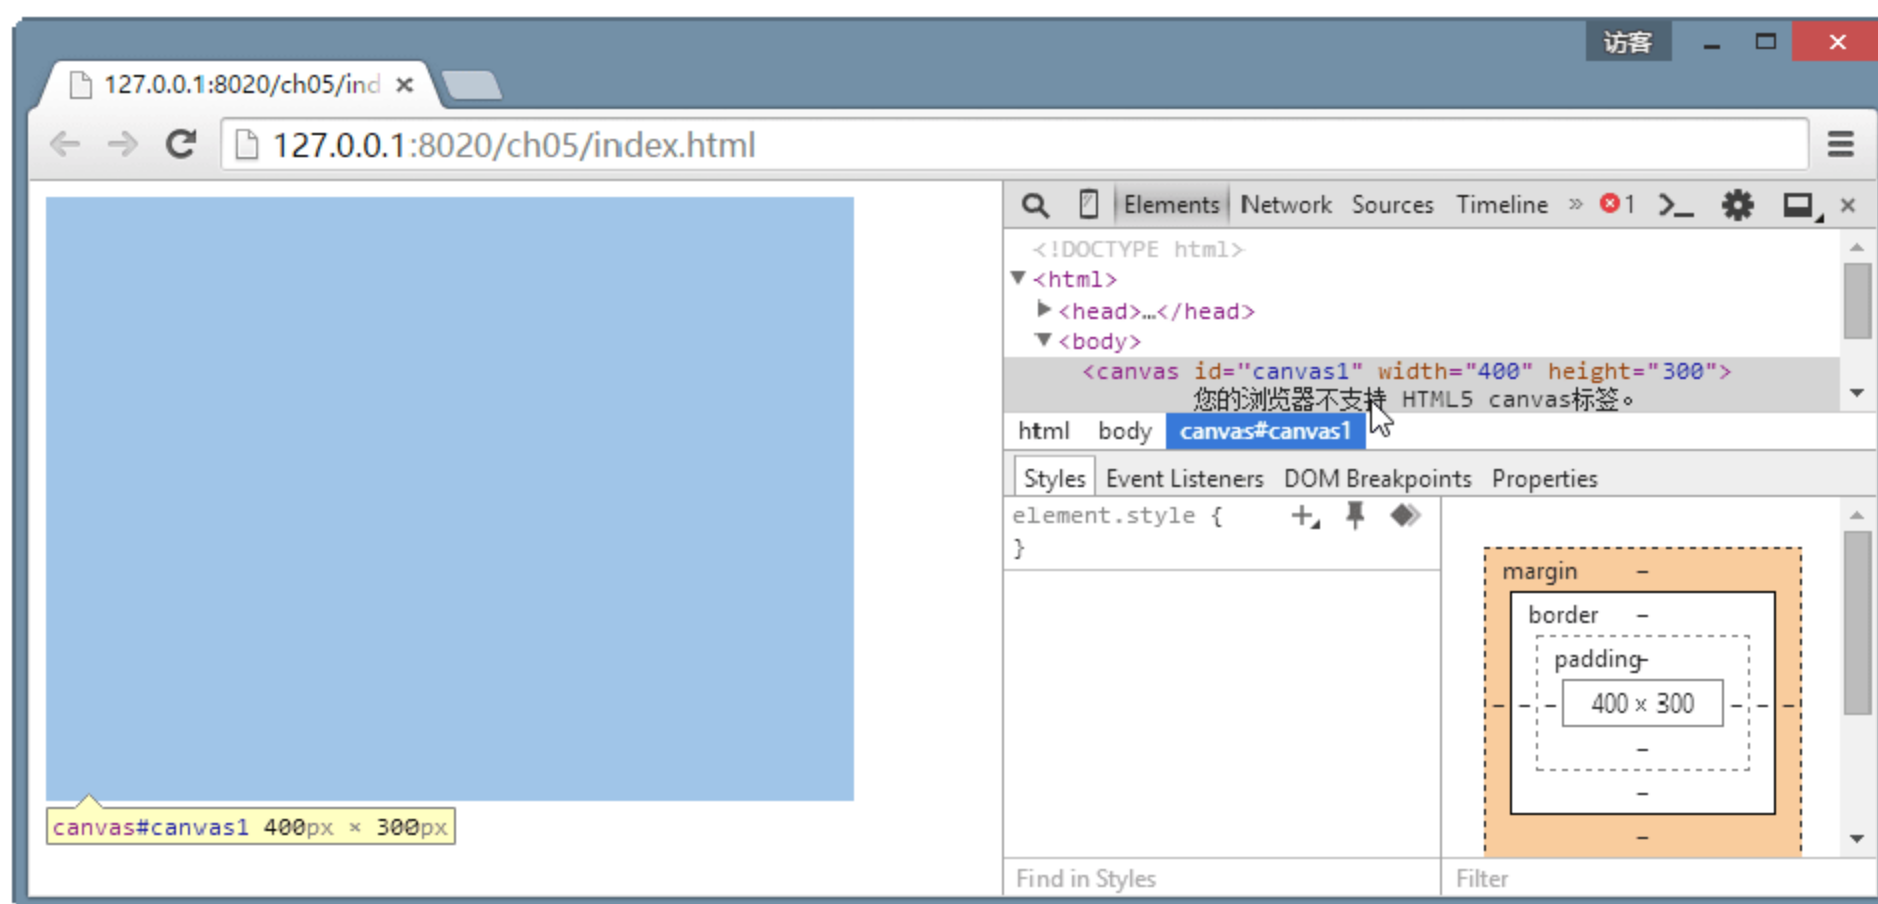 访客
127.0.0.1:8020/ch05/ind
127.0.0.1:8020/ch05/index.html
Elements Network Sources Timeline » 1
<!DOCTYPE html>
▼<html>
▶<head>…</head>
▼<body>
<canvas id="canvas1" width="400" height="300">
您的浏览器不支持 HTML5 canvas标签。
html body canvas#canvas1
Styles Event Listeners DOM Breakpoints Properties
element.style {
}
margin –
border –
padding –
– – – 400 × 300 – – –
–
–
–
canvas#canvas1 400px × 300px
Find in Styles
Filter